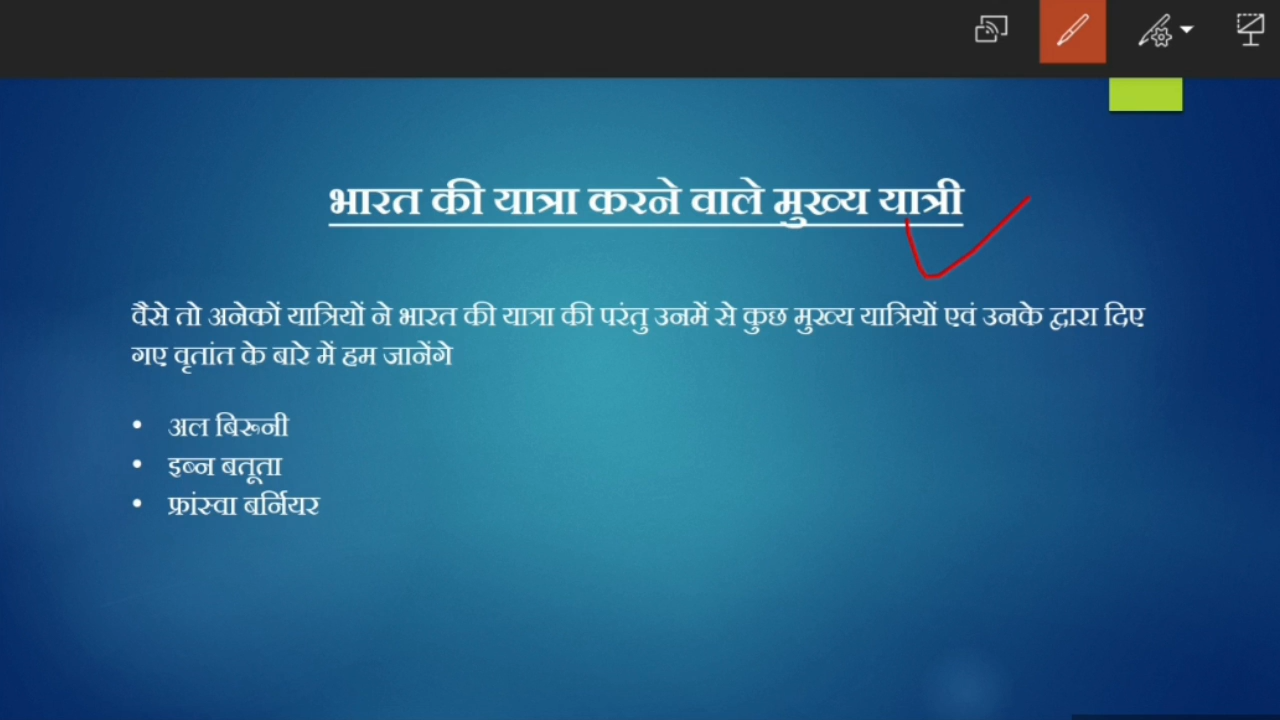 भारत की यात्रा करने वाले मुख्य यात्री
वैसे तो अनेकों यात्रियों ने भारत की यात्रा की परंतु उनमें से कुछ मुख्य यात्रियों एवं उनके द्वारा दिए
गए वृतांत के बारे में हम जानेंगे
• अल बिरूनी
• इब्न बतूता
• फ्रांस्वा बर्नियर